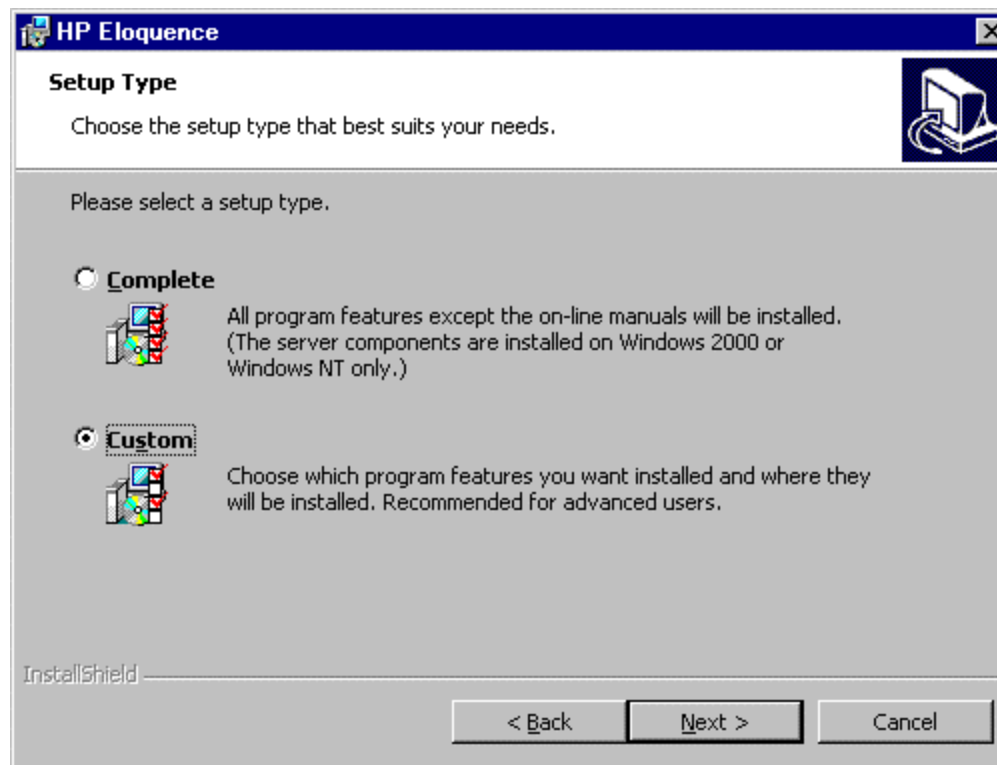 HP Eloquence
Setup Type
Choose the setup type that best suits your needs.
Please select a setup type.
Complete
All program features except the on-line manuals will be installed.
(The server components are installed on Windows 2000 or
Windows NT only.)
Custom
Choose which program features you want installed and where they
will be installed. Recommended for advanced users.
InstallShield
< Back
Next >
Cancel